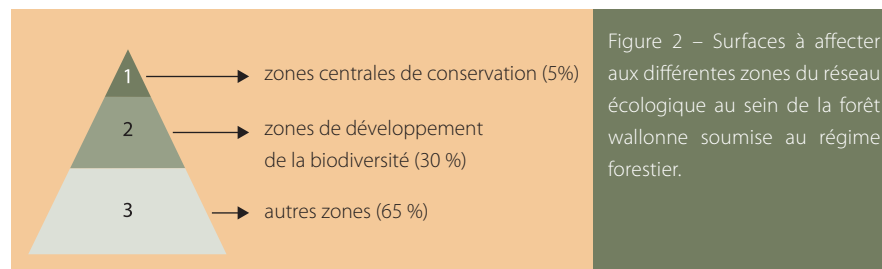 1
zones centrales de conservation (5%)
2
zones de développement
de la biodiversité (30 %)
3
autres zones (65 %)
Figure 2 – Surfaces à affecter
aux différentes zones du réseau
écologique au sein de la forêt
wallonne soumise au régime
forestier.